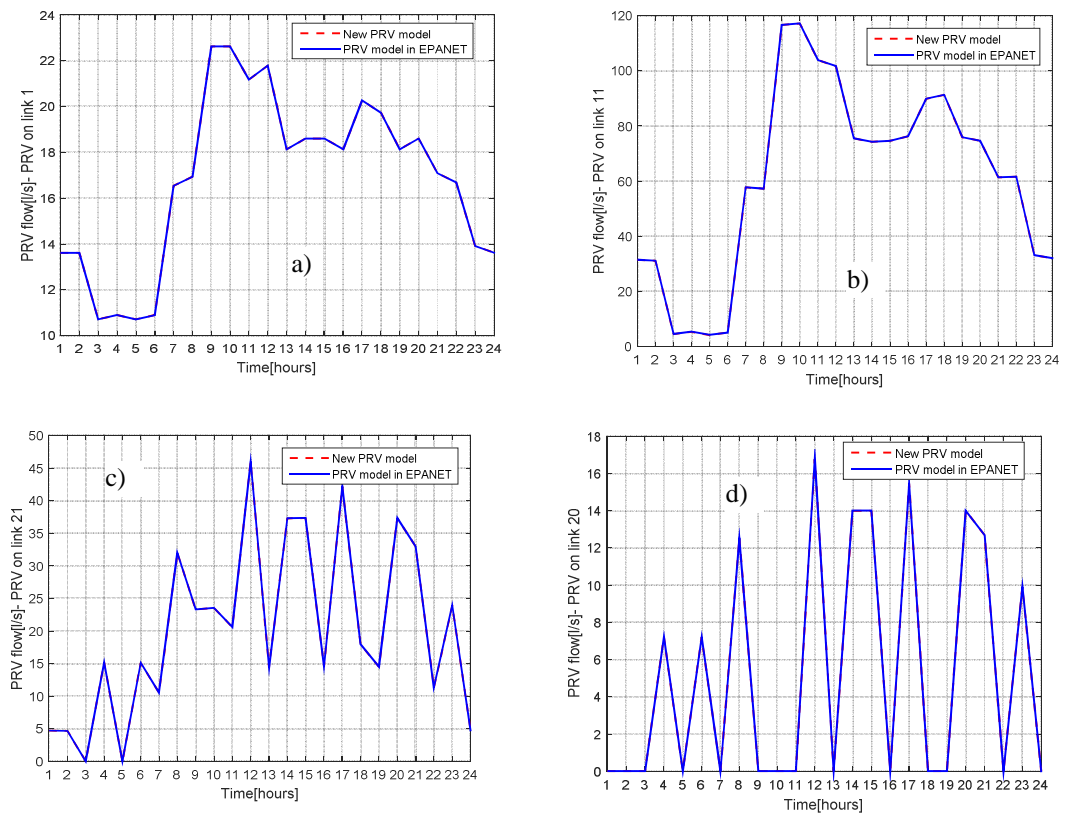 24
22
20
18
16
14
12
10
PRV flow[l/s]- PRV on link 1
New PRV model
PRV model in EPANET
a)
1 2 3 4 5 6 7 8 9 10 11 12 13 14 15 16 17 18 19 20 21 22 23 24
Time[hours]
120
100
80
60
40
20
0
PRV flow[l/s]- PRV on link 11
New PRV model
PRV model in EPANET
b)
1 2 3 4 5 6 7 8 9 10 11 12 13 14 15 16 17 18 19 20 21 22 23 24
Time[hours]
50
45
40
35
30
25
20
15
10
5
0
PRV flow[l/s]- PRV on link 21
New PRV model
PRV model in EPANET
c)
1 2 3 4 5 6 7 8 9 10 11 12 13 14 15 16 17 18 19 20 21 22 23 24
Time[hours]
18
16
14
12
10
8
6
4
2
0
PRV flow[l/s]- PRV on link 20
New PRV model
PRV model in EPANET
d)
1 2 3 4 5 6 7 8 9 10 11 12 13 14 15 16 17 18 19 20 21 22 23 24
Time[hours]